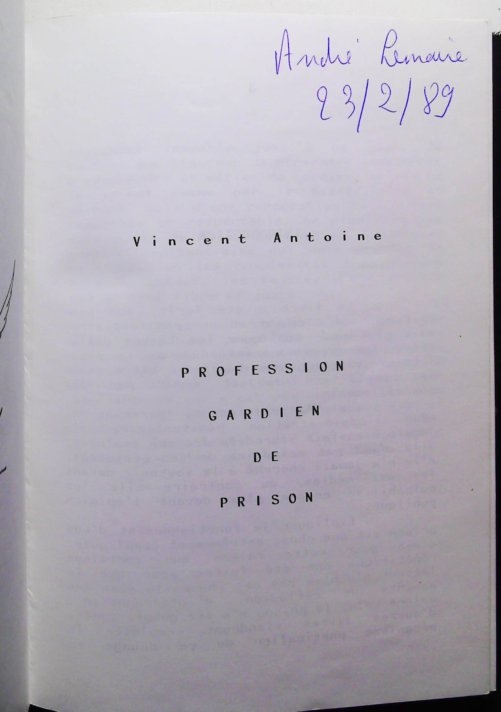 André Lemaire
23/2/89
Vincent Antoine
PROFESSION
GARDIEN
DE
PRISON